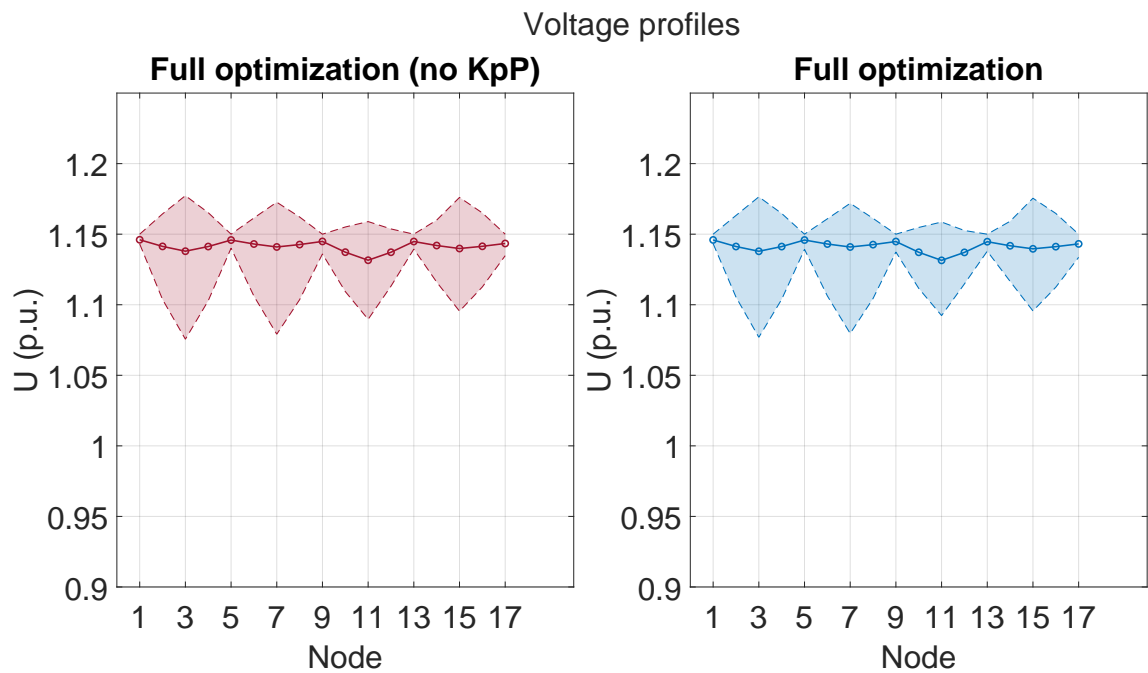 Voltage profiles
Full optimization (no KpP)
U (p.u.)
1.2
1.15
1.1
1.05
1
0.95
0.9
1 3 5 7 9 11 13 15 17
Node
Full optimization
U (p.u.)
1.2
1.15
1.1
1.05
1
0.95
0.9
1 3 5 7 9 11 13 15 17
Node